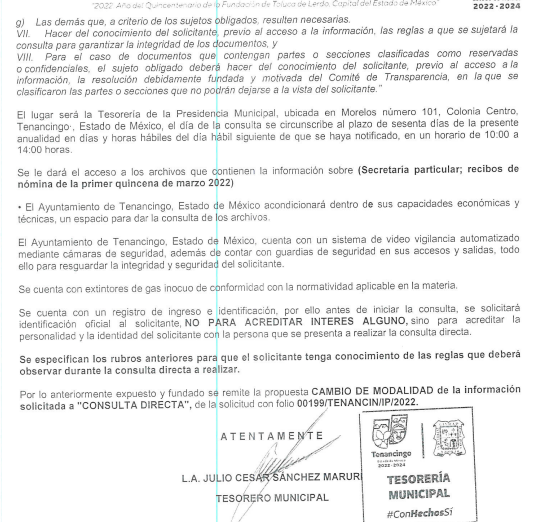 "2022. Año del Quincentenario de la Fundación de Toluca de Lerdo, Capital del Estado de México"
2022-2024
g) Las demás que, a criterio de los sujetos obligados, resulten necesarias.
VII. Hacer del conocimiento del solicitante, previo al acceso a la información, las reglas a que se sujetará la
consulta para garantizar la integridad de los documentos, y
VIII. Para el caso de documentos que contengan partes o secciones clasificadas como reservadas
o confidenciales, el sujeto obligado deberá hacer del conocimiento del solicitante, previo al acceso a la
información, la resolución debidamente fundada y motivada del Comité de Transparencia, en la que se
clasificaron las partes o secciones que no podrán dejarse a la vista del solicitante."
El lugar será la Tesorería de la Presidencia Municipal, ubicada en Morelos número 101, Colonia Centro,
Tenancingo, Estado de México, el día de la consulta se circunscribe al plazo de sesenta días de la presente
anualidad en días y horas hábiles del día hábil siguiente de que se haya notificado, en un horario de 10:00 a
14:00 horas.
Se le dará el acceso a los archivos que contienen la información sobre (Secretaria particular; recibos de
nómina de la primer quincena de marzo 2022)
• El Ayuntamiento de Tenancingo, Estado de México acondicionará dentro de sus capacidades económicas y
técnicas, un espacio para dar la consulta de los archivos.
El Ayuntamiento de Tenancingo, Estado de México, cuenta con un sistema de video vigilancia automatizado
mediante cámaras de seguridad, además de contar con guardias de seguridad en sus accesos y salidas, todo
ello para resguardar la integridad y seguridad del solicitante.
Se cuenta con extintores de gas inocuo de conformidad con la normatividad aplicable en la materia.
Se cuenta con un registro de ingreso e identificación, por ello antes de iniciar la consulta, se solicitará
identificación oficial al solicitante, NO PARA ACREDITAR INTERES ALGUNO, sino para acreditar la
personalidad y la identidad del solicitante con la persona que se presenta a realizar la consulta directa.
Se especifican los rubros anteriores para que el solicitante tenga conocimiento de las reglas que deberá
observar durante la consulta directa a realizar.
Por lo anteriormente expuesto y fundado se remite la propuesta CAMBIO DE MODALIDAD de la información
solicitada a "CONSULTA DIRECTA", de la solicitud con folio 00199/TENANCIN/IP/2022.
ATENTAMENTE
L.A. JULIO CESAR SÁNCHEZ MARURI
TESORERO MUNICIPAL
Tenancingo
2022-2024
TESORERÍA
MUNICIPAL
#ConHechosSí